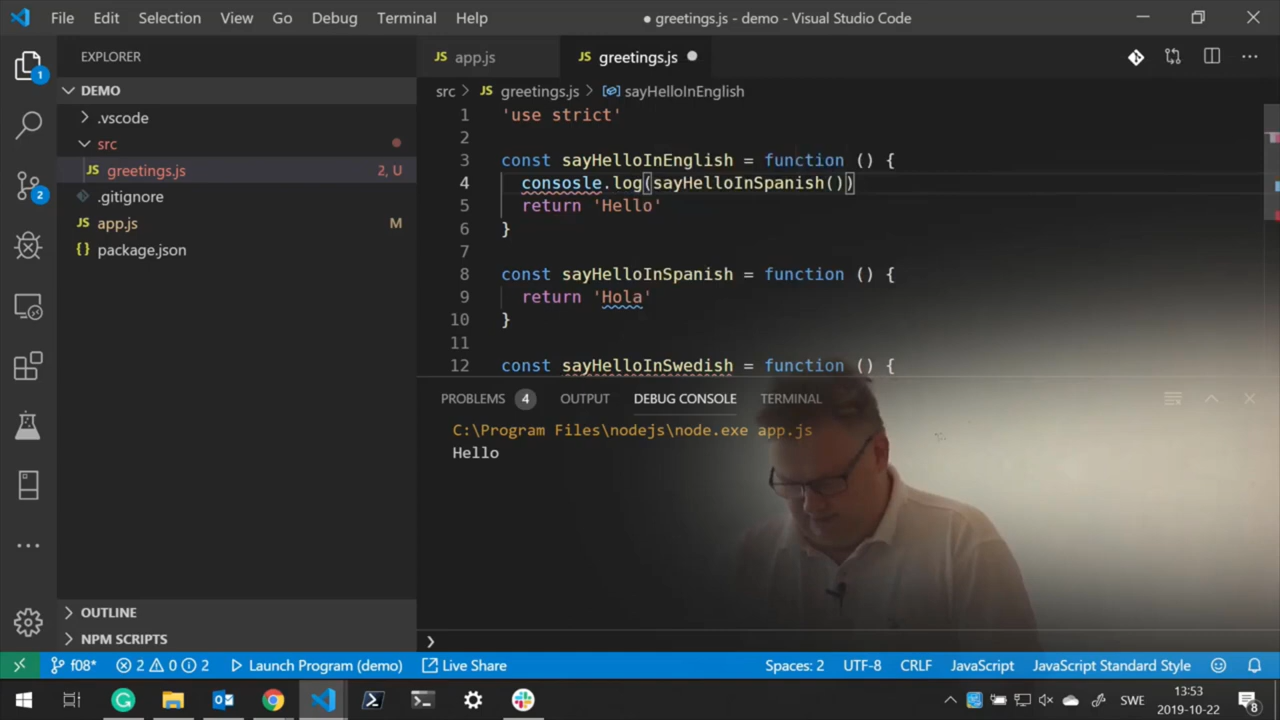 File Edit Selection View Go Debug Terminal Help ● greetings.js - demo - Visual Studio Code
EXPLORER
JS app.js JS greetings.js ●
1
DEMO
src > JS greetings.js > sayHelloInEnglish
.vscode
src
JS greetings.js 2, U
.gitignore
2
JS app.js M
{} package.json
1 'use strict'
2
3 const sayHelloInEnglish = function () {
4 consosle.log(sayHelloInSpanish())
5 return 'Hello'
6 }
7
8 const sayHelloInSpanish = function () {
9 return 'Hola'
10 }
11
12 const sayHelloInSwedish = function () {
PROBLEMS 4 OUTPUT DEBUG CONSOLE TERMINAL
C:\Program Files\nodejs\node.exe app.js
Hello
OUTLINE
NPM SCRIPTS
f08* 2 0 2 Launch Program (demo) Live Share Spaces: 2 UTF-8 CRLF JavaScript JavaScript Standard Style
SWE 13:53
2019-10-22 8